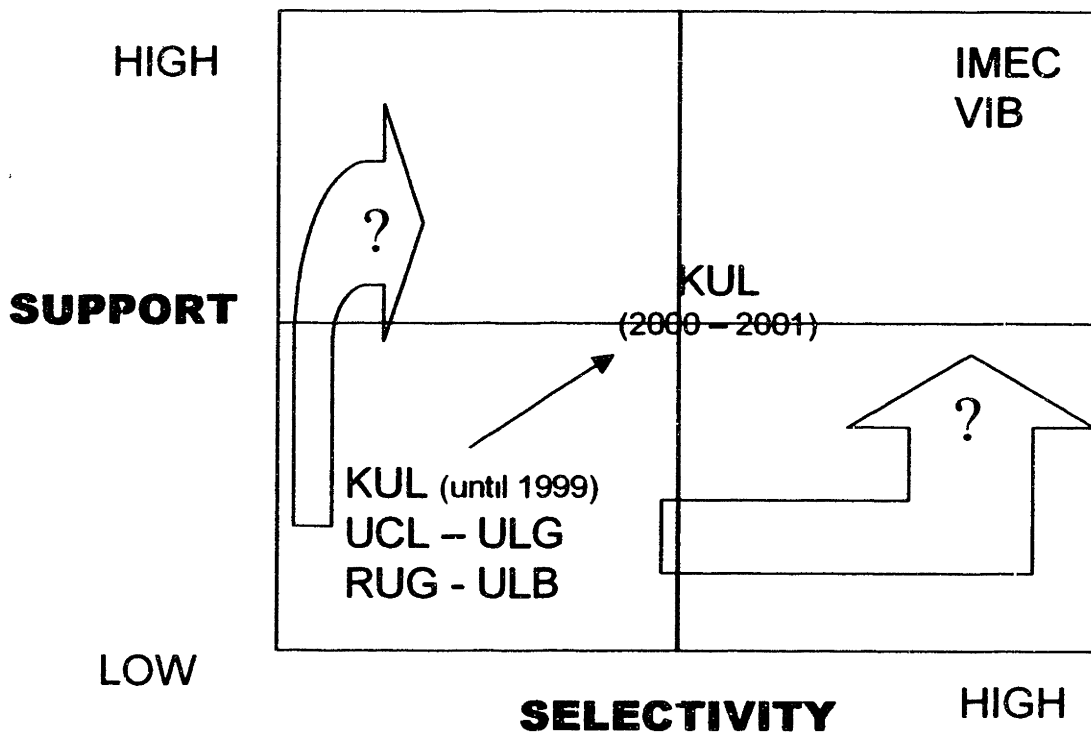 HIGH
IMEC
VIB
?
KUL
SUPPORT
(2000 – 2001)
?
KUL (until 1999)
UCL – ULG
RUG - ULB
LOW
HIGH
SELECTIVITY